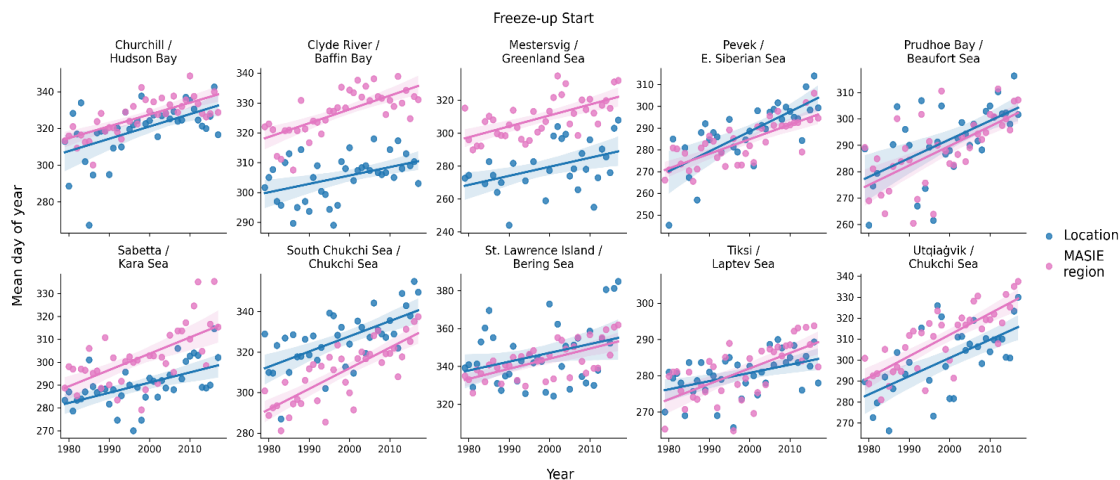 Freeze-up Start
Churchill /
Hudson Bay
Clyde River /
Baffin Bay
Mestersvig /
Greenland Sea
Pevek /
E. Siberian Sea
Prudhoe Bay /
Beaufort Sea
340
320
300
280
340
330
320
310
300
290
340
320
300
280
260
240
310
300
290
280
270
260
250
310
300
290
280
270
260
Mean day of year
Sabetta /
Kara Sea
South Chukchi Sea /
Chukchi Sea
St. Lawrence Island /
Bering Sea
Tiksi /
Laptev Sea
Utqiaġvik /
Chukchi Sea
330
320
310
300
290
280
270
340
320
300
280
380
360
340
320
300
300
290
280
270
340
330
320
310
300
290
280
270
1980 1990 2000 2010
1980 1990 2000 2010
1980 1990 2000 2010
1980 1990 2000 2010
1980 1990 2000 2010
Year
Location
MASIE
region